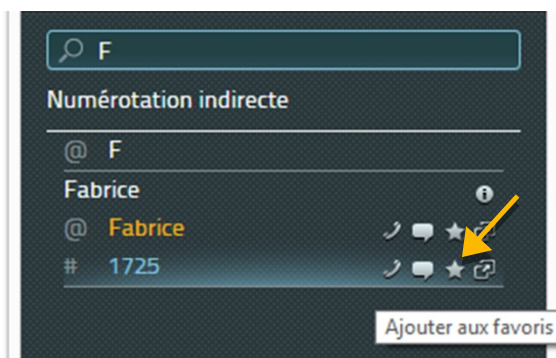 F
Numérotation indirecte
@ F
Fabrice
@ Fabrice
# 1725
Ajouter aux favoris